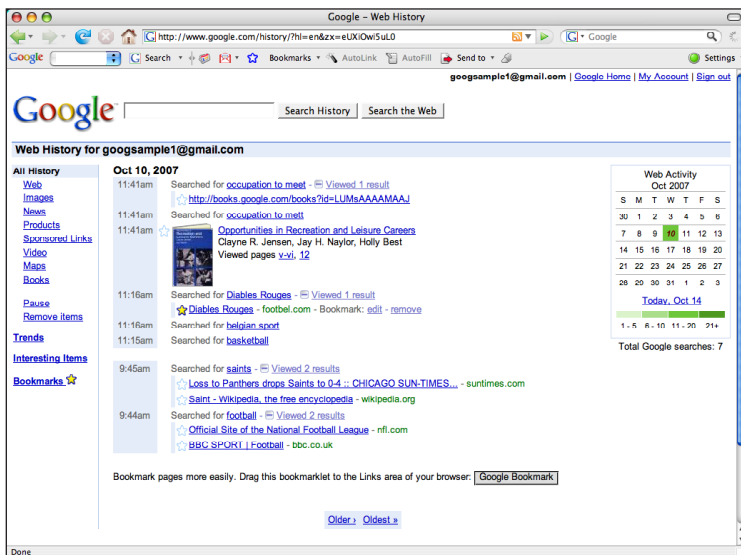 Google - Web History
http://www.google.com/history/?hl=en&zx=eUXiOwi5uL0
G Google
Google
G Search
Bookmarks
AutoLink
AutoFill
Send to
Settings
googsample1@gmail.com | Google Home | My Account | Sign out
Google
Search History
Search the Web
Web History for googsample1@gmail.com
All History
Web
Images
News
Products
Sponsored Links
Video
Maps
Books
Pause
Remove items
Trends
Interesting Items
Bookmarks
Oct 10, 2007
11:41am Searched for occupation to meet - Viewed 1 result
http://books.google.com/books?id=LUMsAAAAMAAJ
11:41am Searched for occupation to mett
11:41am Opportunities in Recreation and Leisure Careers
Clayne R. Jensen, Jay H. Naylor, Holly Best
Viewed pages v-vi, 12
11:16am Searched for Diables Rouges - Viewed 1 result
Diables Rouges - footbel.com - Bookmark: edit - remove
11:16am Searched for belgian sport
11:15am Searched for basketball
9:45am Searched for saints - Viewed 2 results
Loss to Panthers drops Saints to 0-4 :: CHICAGO SUN-TIMES... - suntimes.com
Saint - Wikipedia, the free encyclopedia - wikipedia.org
9:44am Searched for football - Viewed 2 results
Official Site of the National Football League - nfl.com
BBC SPORT | Football - bbc.co.uk
Bookmark pages more easily. Drag this bookmarklet to the Links area of your browser: Google Bookmark
Older › Oldest »
Web Activity
Oct 2007
S M T W T F S
30 1 2 3 4 5 6
7 8 9 10 11 12 13
14 15 16 17 18 19 20
21 22 23 24 25 26 27
28 29 30 31 1 2 3
Today, Oct 14
1 - 5 6 - 10 11 - 20 21+
Total Google searches: 7
Done